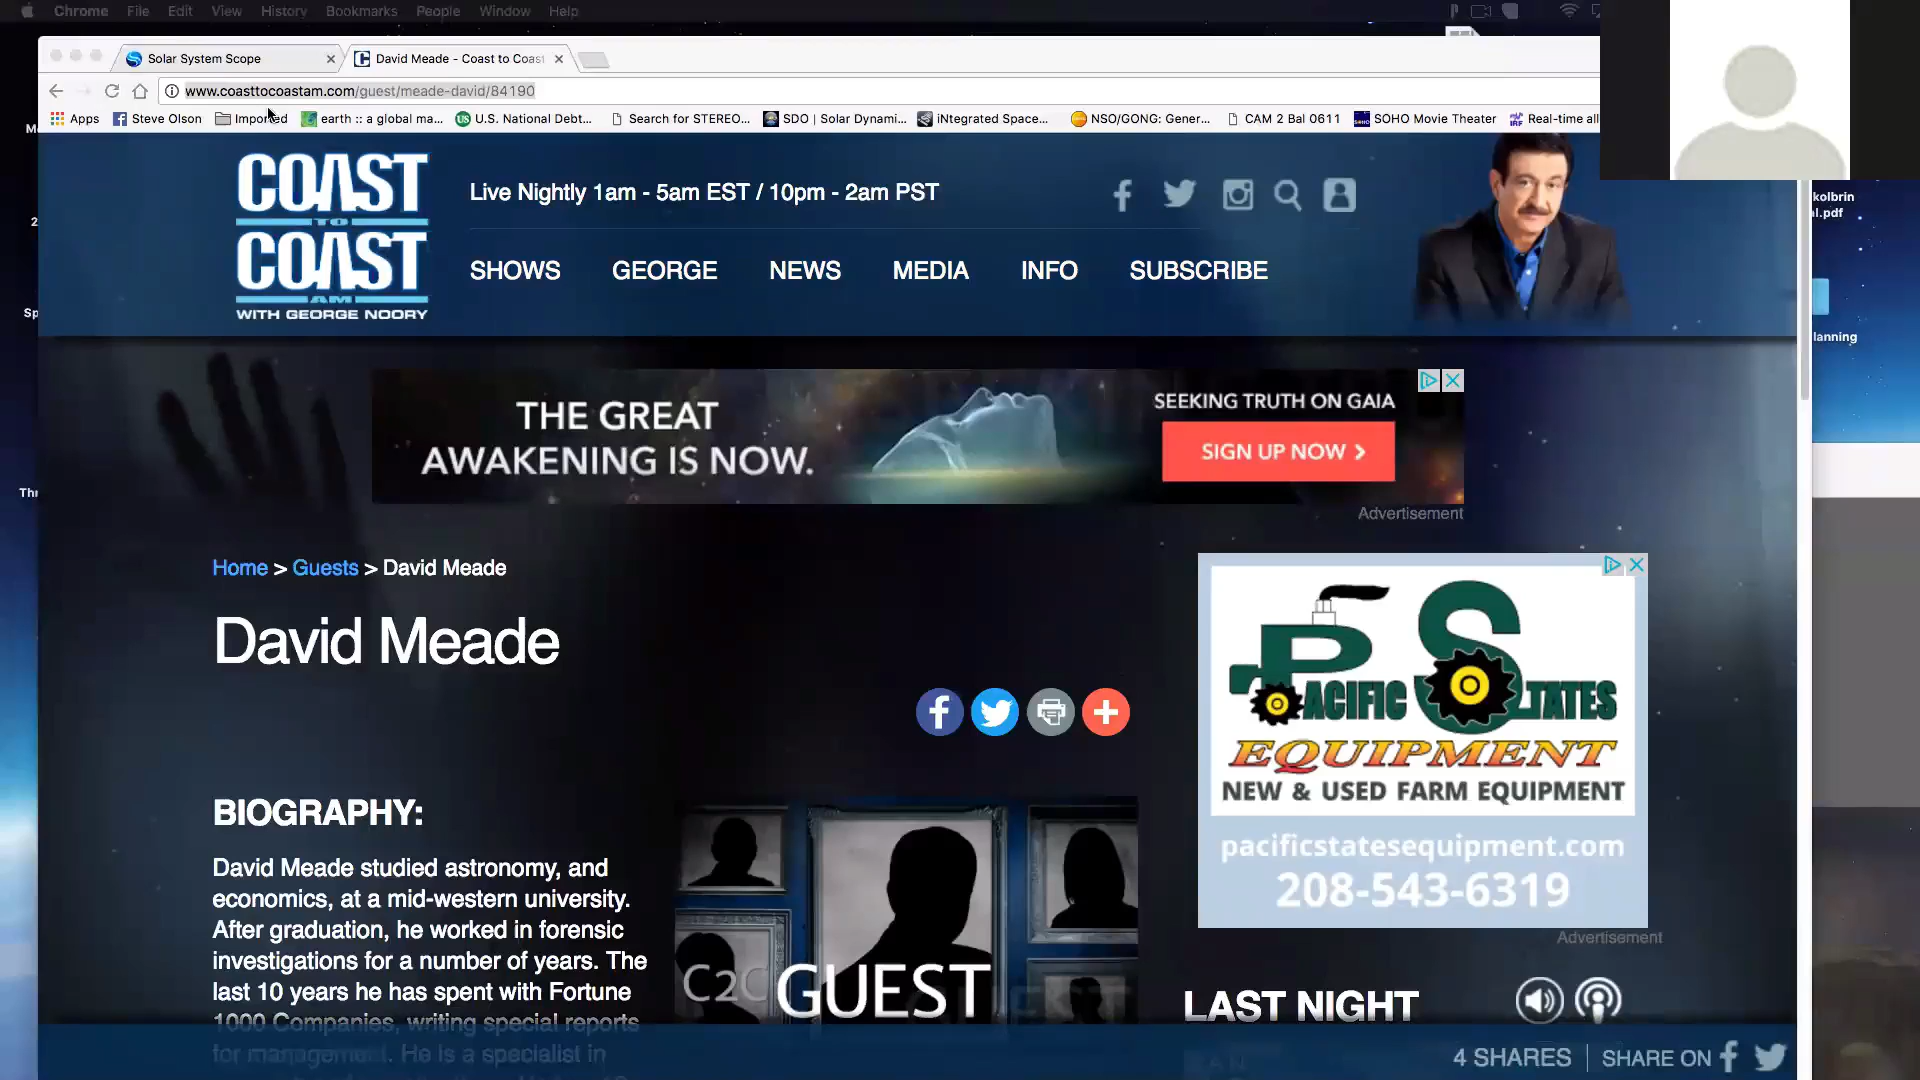 Chrome File Edit View History Bookmarks People Window Help
Solar System Scope
David Meade - Coast to Coast
www.coasttocoastam.com/guest/meade-david/84190
Apps Steve Olson Imported earth :: a global ma... U.S. National Debt... Search for STEREO... SDO | Solar Dynami... iNtegrated Space... NSO/GONG: Gener... CAM 2 Bal 0611 SOHO Movie Theater Real-time all
kolbrin
al.pdf
lanning
Sp
Thr
COAST
TO
COAST
AM
WITH GEORGE NOORY
Live Nightly 1am - 5am EST / 10pm - 2am PST
SHOWS GEORGE NEWS MEDIA INFO SUBSCRIBE
THE GREAT
AWAKENING IS NOW.
SEEKING TRUTH ON GAIA
SIGN UP NOW >
Advertisement
Home > Guests > David Meade
David Meade
BIOGRAPHY:
David Meade studied astronomy, and
economics, at a mid-western university.
After graduation, he worked in forensic
investigations for a number of years. The
last 10 years he has spent with Fortune
1000 Companies, writing special reports
for management. He is a specialist in
C2C GUEST
PACIFIC STATES
EQUIPMENT
NEW & USED FARM EQUIPMENT
pacificstatesequipment.com
208-543-6319
Advertisement
LAST NIGHT
4 SHARES | SHARE ON